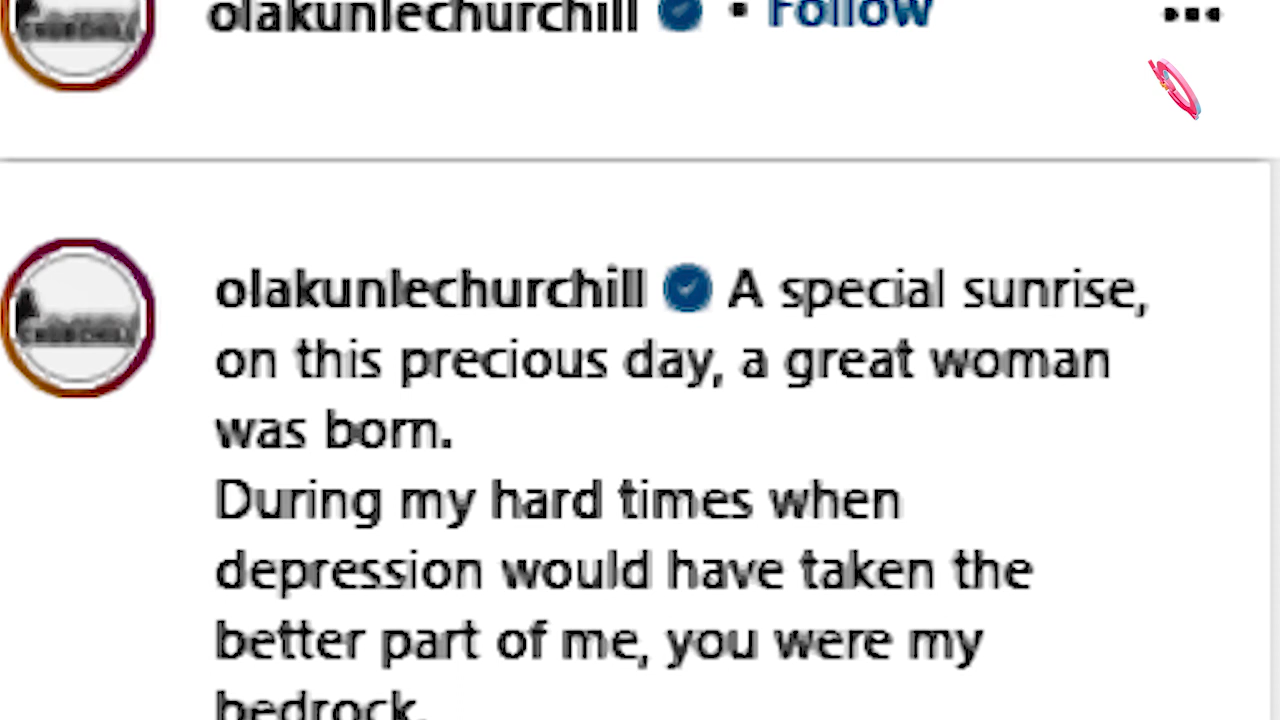 olakunlechurchill • Follow
olakunlechurchill A special sunrise,
on this precious day, a great woman
was born.
During my hard times when
depression would have taken the
better part of me, you were my
bedrock.